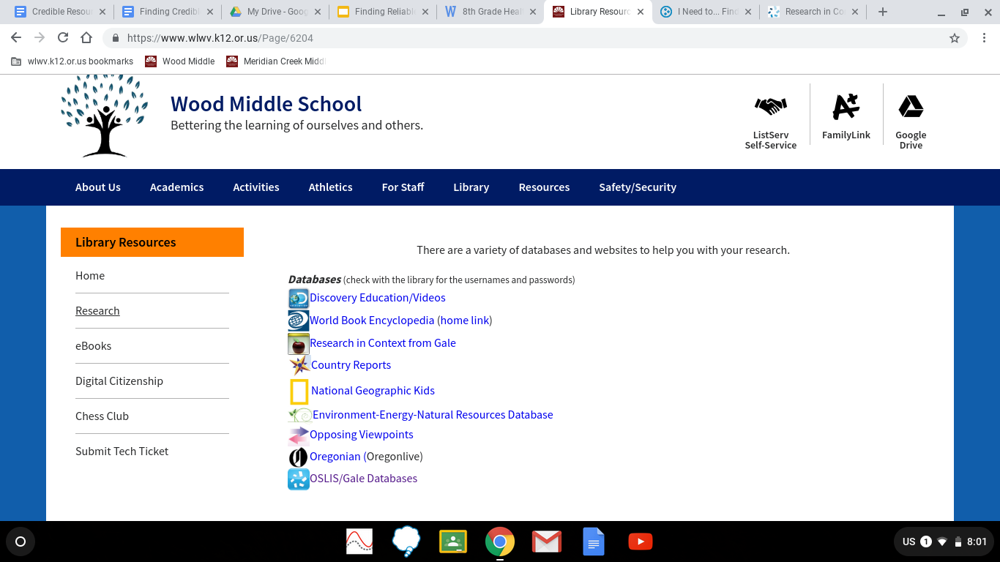 Credible Resour
Finding Credibl
My Drive - Goog
Finding Reliabl
8th Grade Heal
Library Resourc
I Need to... Find
Research in Co
https://www.wlwv.k12.or.us/Page/6204
wlwv.k12.or.us bookmarks
Wood Middle
Meridian Creek Middl
Wood Middle School
Bettering the learning of ourselves and others.
ListServ
Self-Service
FamilyLink
Google
Drive
About Us
Academics
Activities
Athletics
For Staff
Library
Resources
Safety/Security
Library Resources
Home
Research
eBooks
Digital Citizenship
Chess Club
Submit Tech Ticket
There are a variety of databases and websites to help you with your research.
Databases (check with the library for the usernames and passwords)
Discovery Education/Videos
World Book Encyclopedia (home link)
Research in Context from Gale
Country Reports
National Geographic Kids
Environment-Energy-Natural Resources Database
Opposing Viewpoints
Oregonian (Oregonlive)
OSLIS/Gale Databases
US 1 8:01